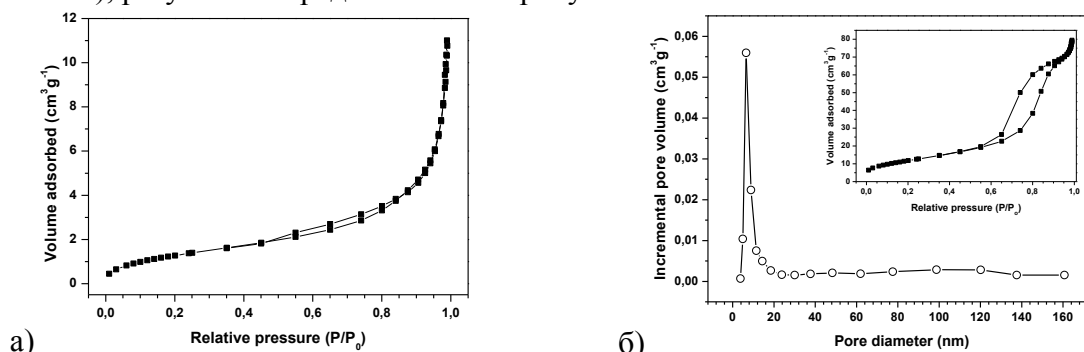 а)
Volume adsorbed (cm³g⁻¹)
12
10
8
6
4
2
0
0,0 0,2 0,4 0,6 0,8 1,0
Relative pressure (P/P₀)
б)
Incremental pore volume (cm³g⁻¹)
0,06
0,05
0,04
0,03
0,02
0,01
0,00
0 20 40 60 80 100 120 140 160
Pore diameter (nm)
Volume adsorbed (cm³g⁻¹)
80
70
60
50
40
30
20
10
0
0,0 0,2 0,4 0,6 0,8 1,0
Relative pressure (P/P₀)